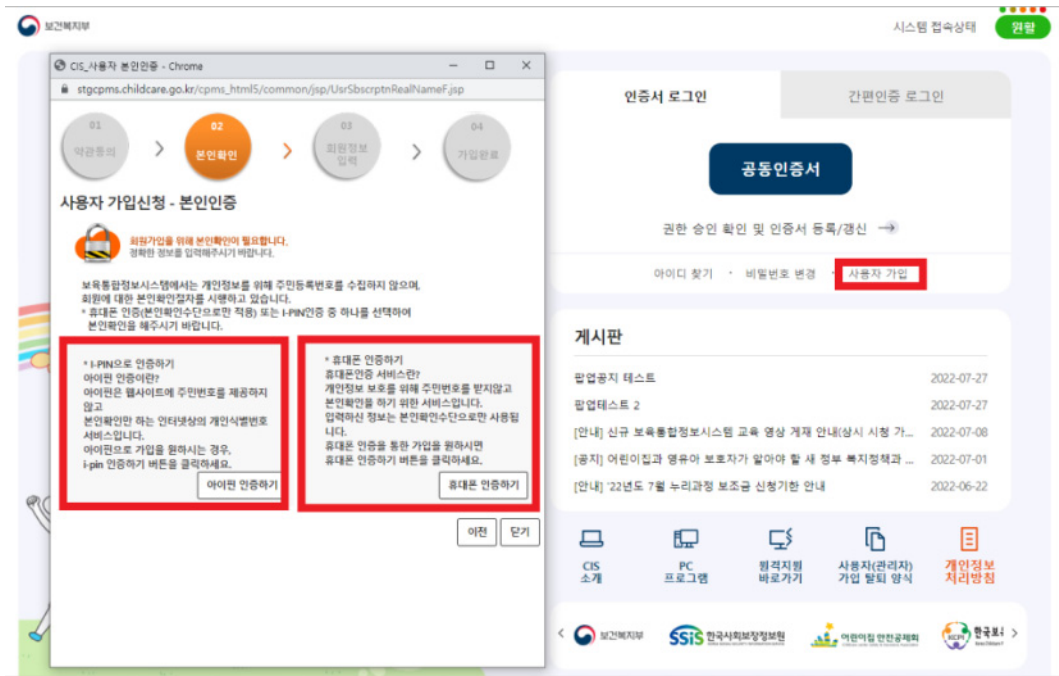 보건복지부
시스템 접속상태
원활
CIS_사용자 본인인증 - Chrome
stgcpms.childcare.go.kr/cpms_html5/common/jsp/UsrSbscrptnRealNameF.jsp
01
약관동의
02
본인확인
03
회원정보
입력
04
가입완료
사용자 가입신청 - 본인인증
회원가입을 위해 본인확인이 필요합니다.
정확한 정보를 입력해주시기 바랍니다.
보육통합정보시스템에서는 개인정보를 위해 주민등록번호를 수집하지 않으며,
회원에 대한 본인확인절차를 시행하고 있습니다.
* 휴대폰 인증(본인확인수단으로만 적용) 또는 I-PIN인증 중 하나를 선택하여
본인확인을 해주시기 바랍니다.
* I-PIN으로 인증하기
아이핀 인증이란?
아이핀은 웹사이트에 주민번호를 제공하지
않고
본인확인만 하는 인터넷상의 개인식별번호
서비스입니다.
아이핀으로 가입을 원하시는 경우,
i-pin 인증하기 버튼을 클릭하세요.
아이핀 인증하기
* 휴대폰 인증하기
휴대폰인증 서비스란?
개인정보 보호를 위해 주민번호를 받지않고
본인확인을 하기 위한 서비스입니다.
입력하신 정보는 본인확인수단으로만 사용됩
니다.
휴대폰 인증을 통한 가입을 원하시면
휴대폰 인증하기 버튼을 클릭하세요.
휴대폰 인증하기
이전
닫기
인증서 로그인
간편인증 로그인
공동인증서
권한 승인 확인 및 인증서 등록/갱신 →
아이디 찾기 · 비밀번호 변경 · 사용자 가입
게시판
팝업공지 테스트 2022-07-27
팝업테스트 2 2022-07-27
[안내] 신규 보육통합정보시스템 교육 영상 게재 안내(상시 시청 가... 2022-07-08
[공지] 어린이집과 영유아 보호자가 알아야 할 새 정부 복지정책과 ... 2022-07-01
[안내] '22년도 7월 누리과정 보조금 신청기한 안내 2022-06-22
CIS
소개
PC
프로그램
원격지원
바로가기
사용자(관리자)
가입 탈퇴 양식
개인정보
처리방침
보건복지부
SSiS 한국사회보장정보원
어린이집안전공제회
KCPI 한국보